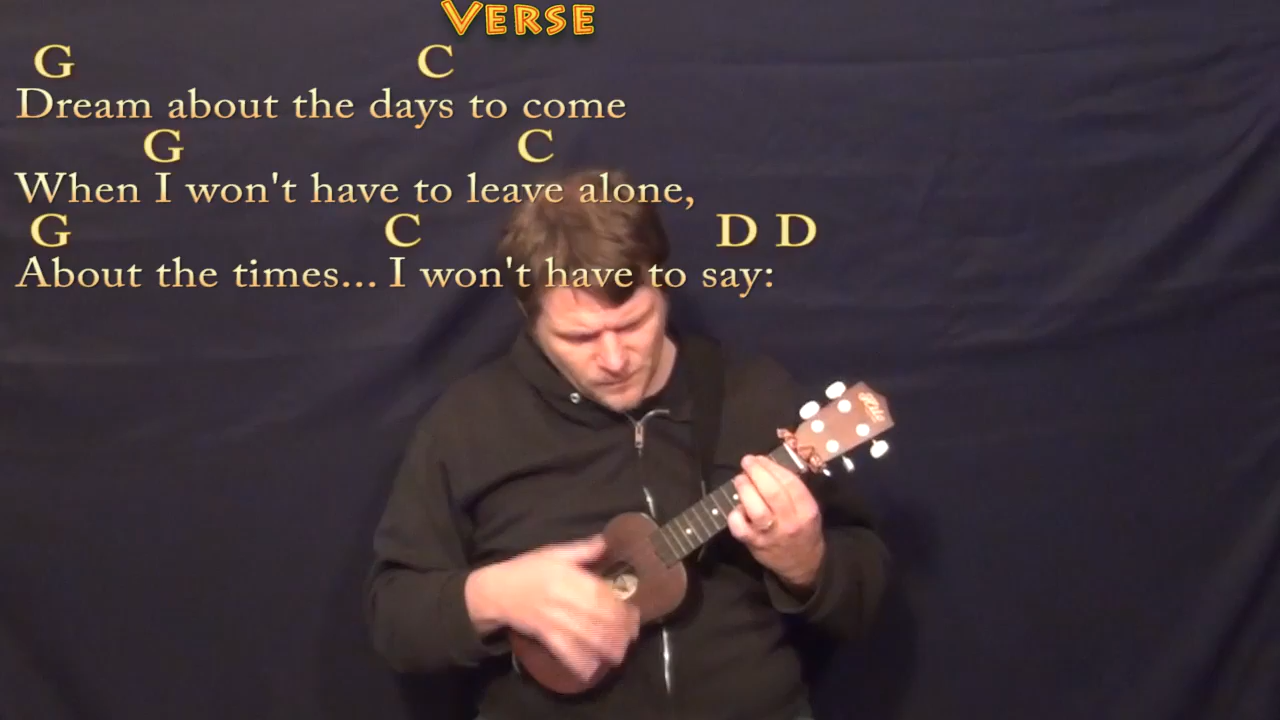 VERSE
G C
Dream about the days to come
G C
When I won't have to leave alone,
G C D D
About the times... I won't have to say:
Hilo